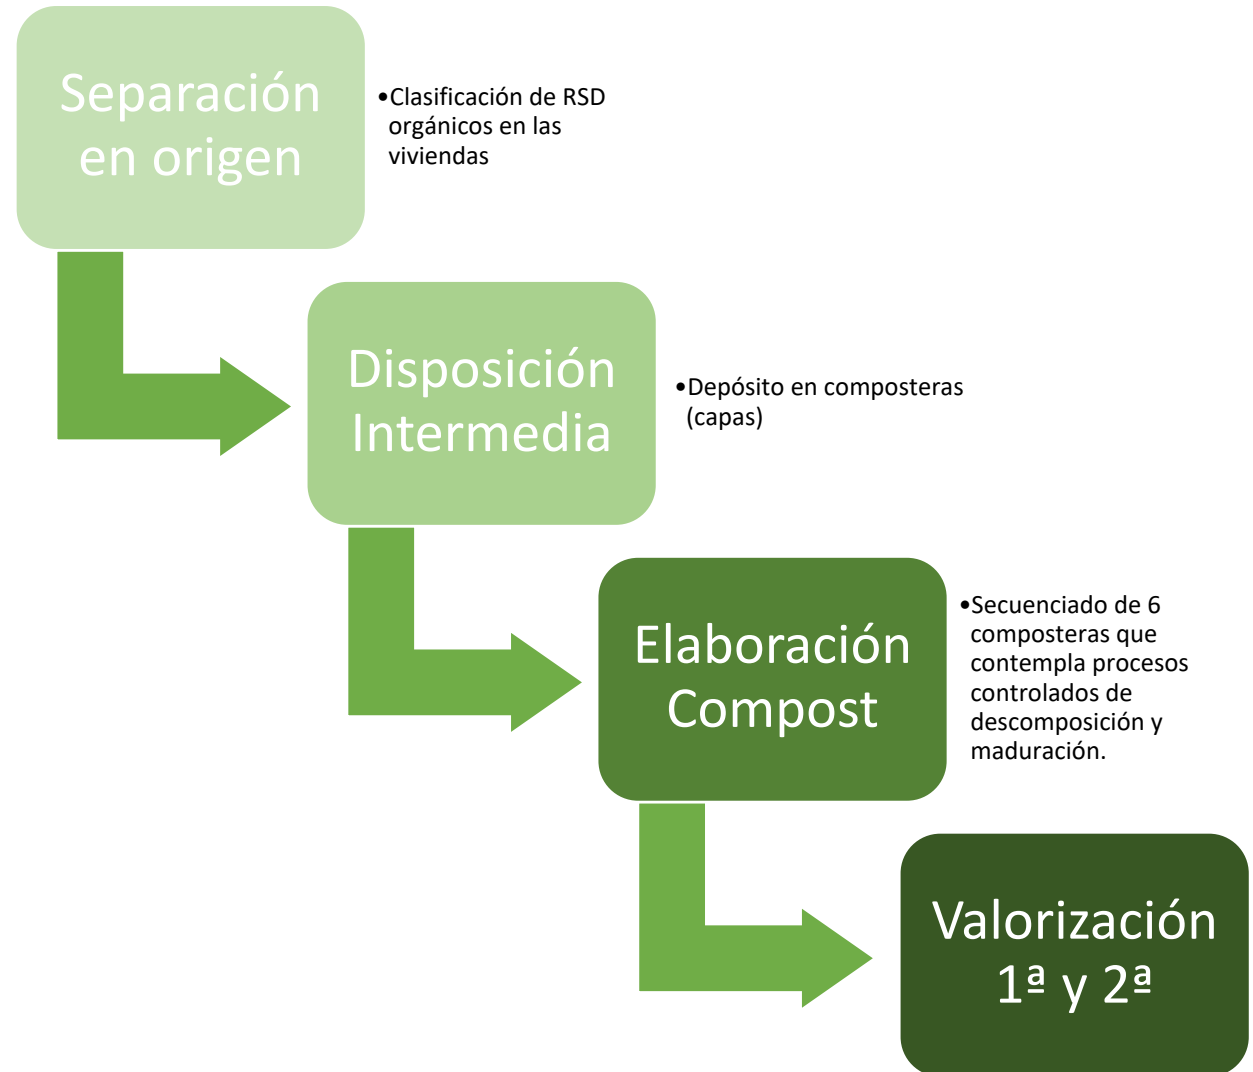 Separación
en origen
•Clasificación de RSD
orgánicos en las
viviendas
Disposición
Intermedia
•Depósito en composteras
(capas)
Elaboración
Compost
•Secuenciado de 6
composteras que
contempla procesos
controlados de
descomposición y
maduración.
Valorización
1ª y 2ª